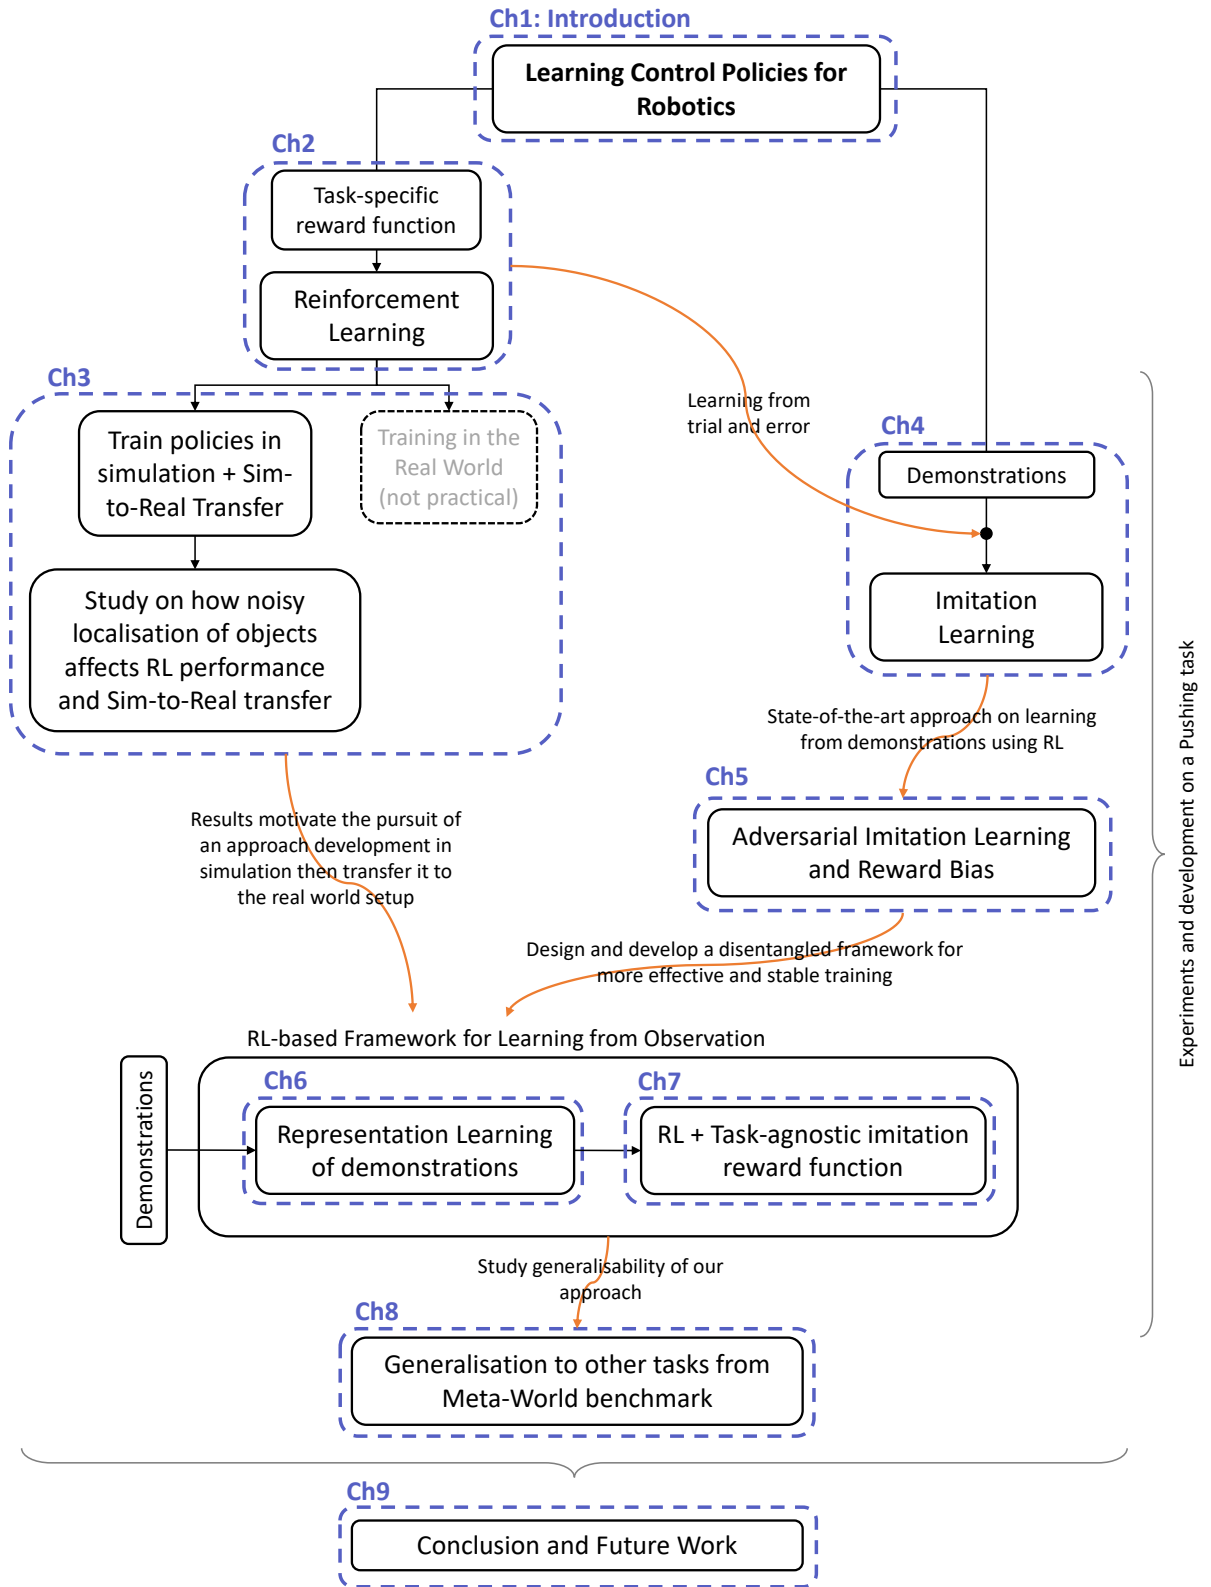 Ch1: Introduction
Learning Control Policies for
Robotics
Ch2
Task-specific
reward function
Reinforcement
Learning
Ch3
Train policies in
simulation + Sim-
to-Real Transfer
Training in the
Real World
(not practical)
Study on how noisy
localisation of objects
affects RL performance
and Sim-to-Real transfer
Learning from
trial and error
Ch4
Demonstrations
Imitation
Learning
State-of-the-art approach on learning
from demonstrations using RL
Ch5
Adversarial Imitation Learning
and Reward Bias
Results motivate the pursuit of
an approach development in
simulation then transfer it to
the real world setup
Design and develop a disentangled framework for
more effective and stable training
RL-based Framework for Learning from Observation
Demonstrations
Ch6
Representation Learning
of demonstrations
Ch7
RL + Task-agnostic imitation
reward function
Study generalisability of our
approach
Ch8
Generalisation to other tasks from
Meta-World benchmark
Experiments and development on a Pushing task
Ch9
Conclusion and Future Work